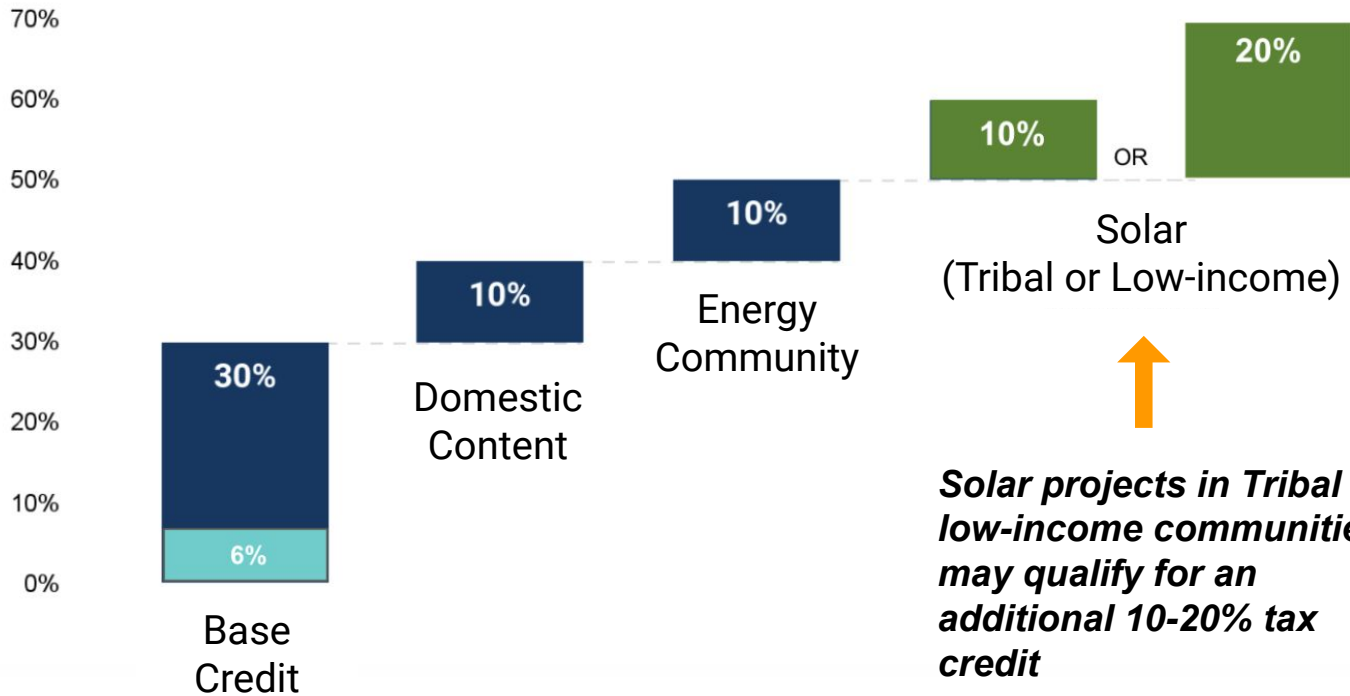 70%
60%
50%
40%
30%
20%
10%
0%
30%
6%
Base
Credit
10%
Domestic
Content
10%
Energy
Community
10%
OR
20%
Solar
(Tribal or Low-income)
Solar projects in Tribal
low-income communitie
may qualify for an
additional 10-20% tax
credit